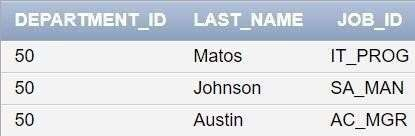 DEPARTMENT_ID LAST_NAME JOB_ID
50 Matos IT_PROG
50 Johnson SA_MAN
50 Austin AC_MGR